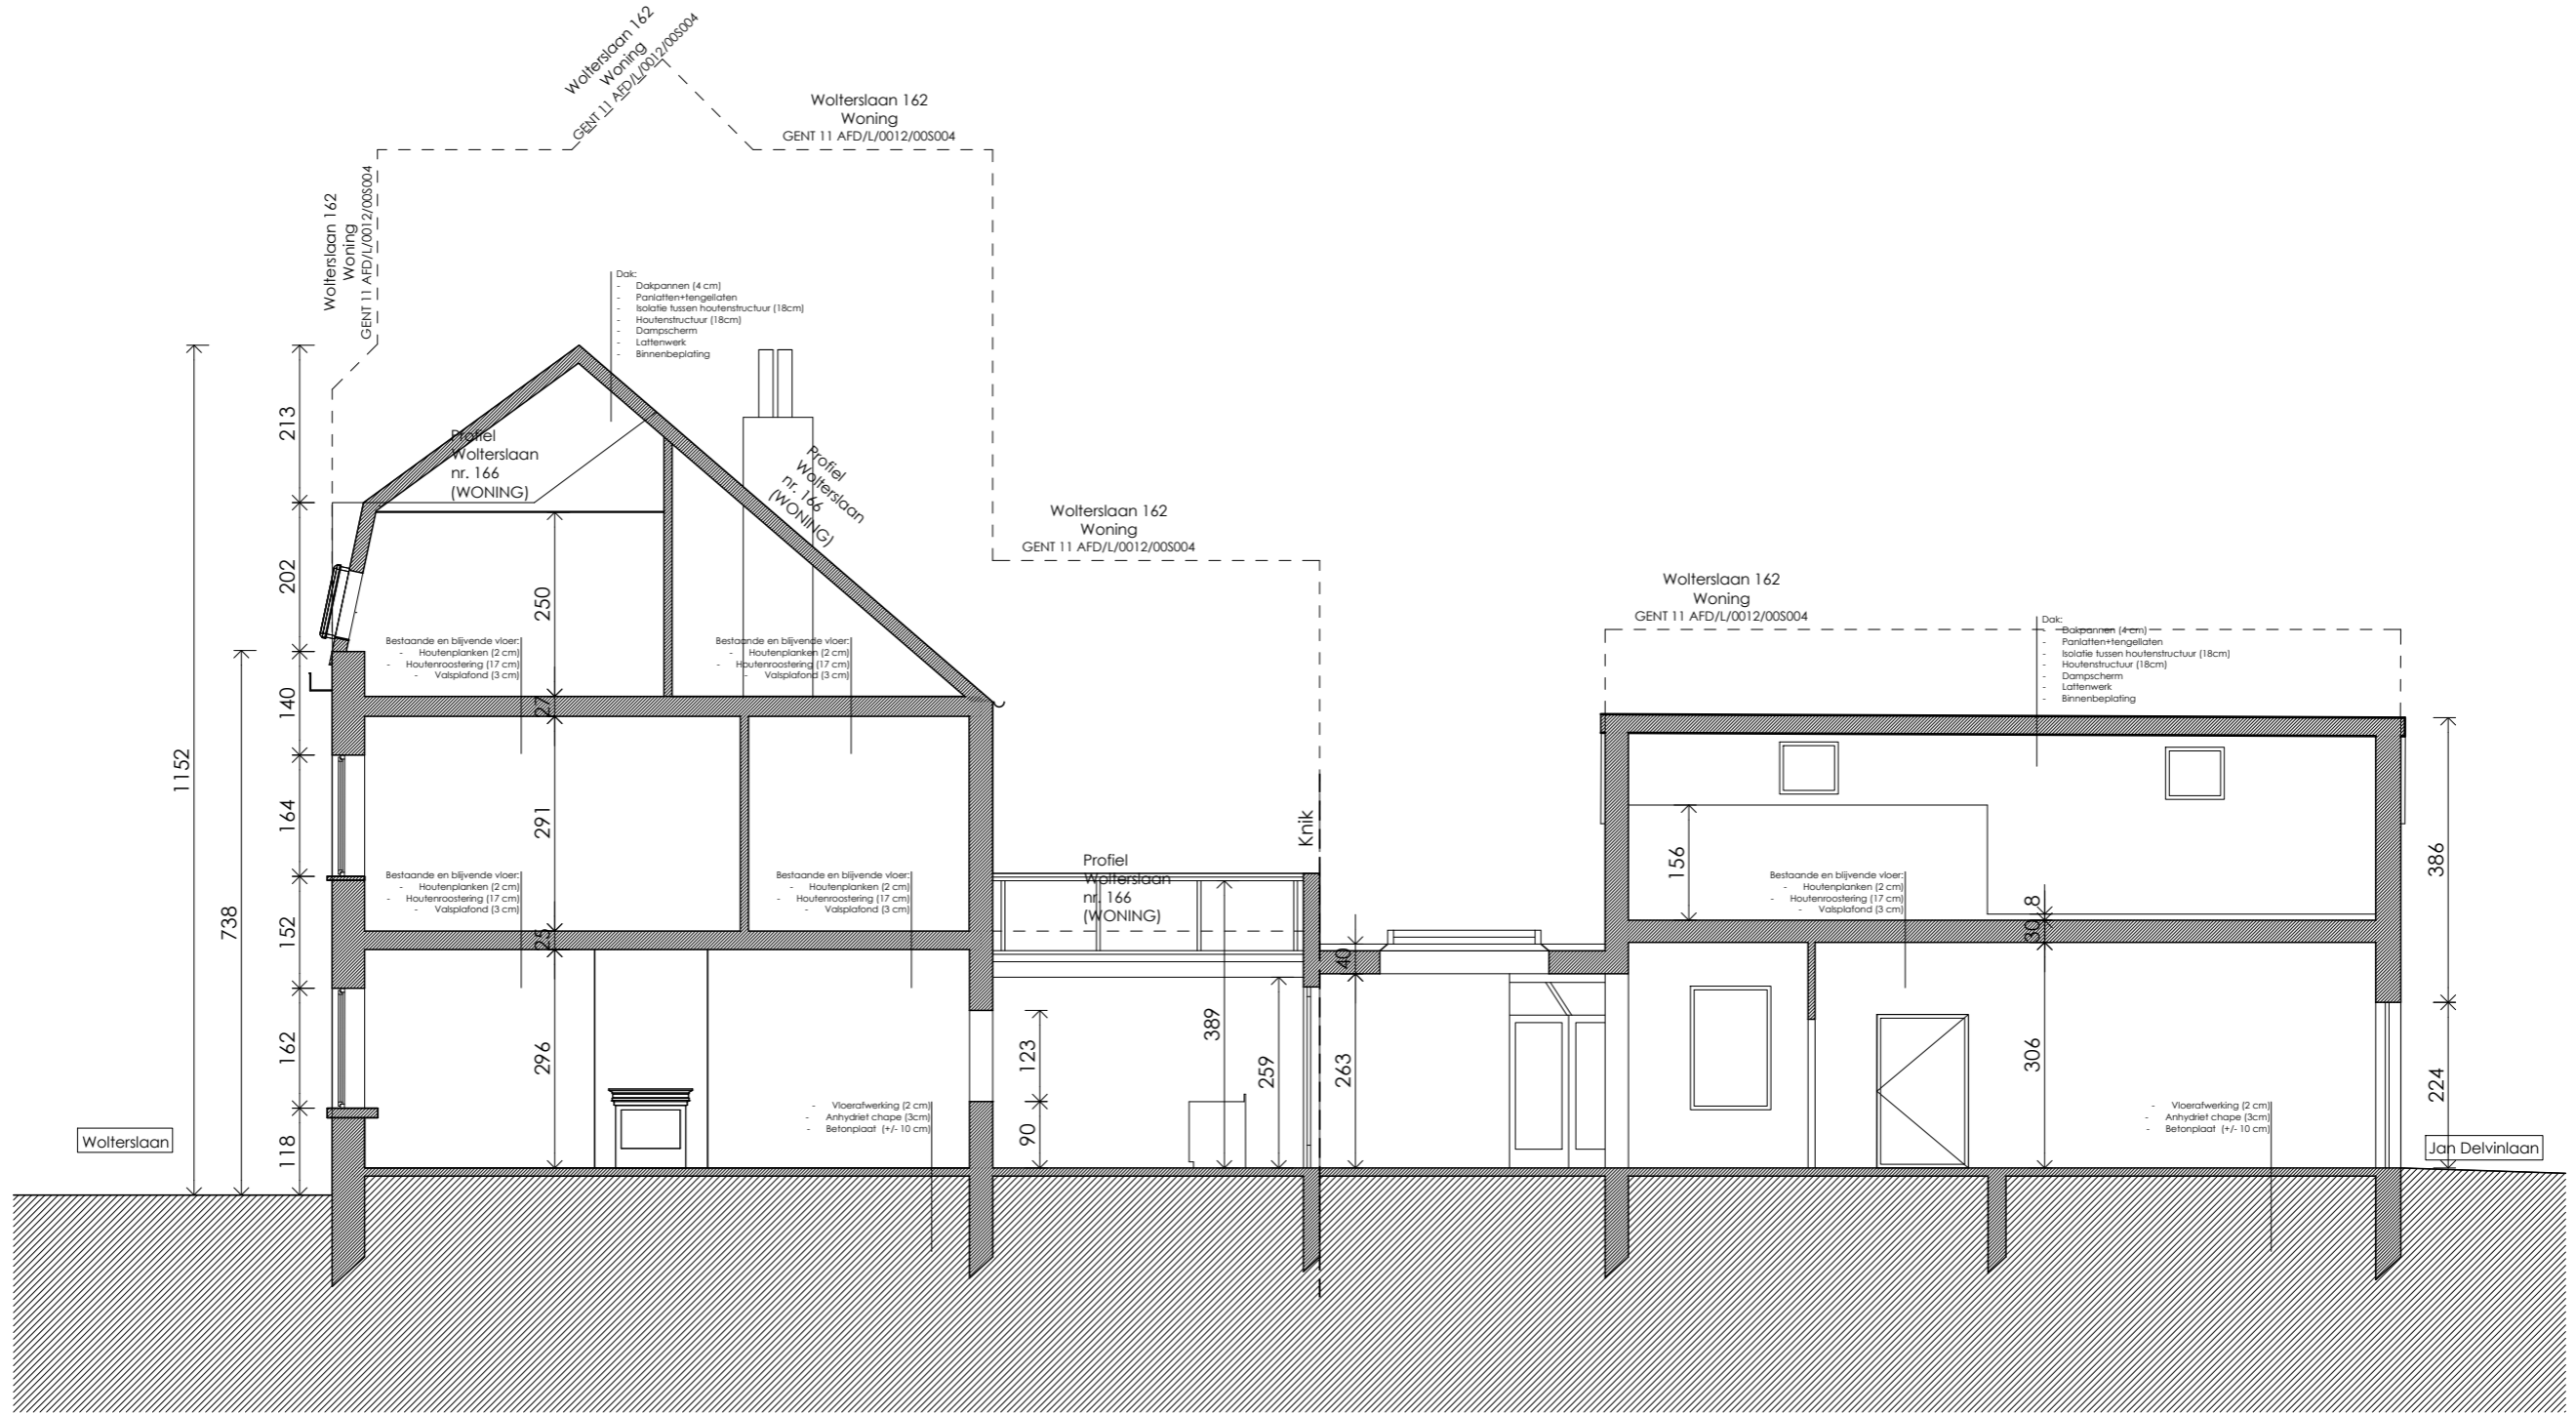 Wolterslaan 162
Woning
GENT 11 AFD/L/0012/00S004
Wolterslaan 162
Woning
GENT 11 AFD/L/0012/00S004
Wolterslaan 162
Woning
GENT 11 AFD/L/0012/00S004
Dak:
- Dakpannen (4 cm)
- Panlatten+tengellaten
- Isolatie tussen houtenstructuur (18cm)
- Houtenstructuur (18cm)
- Dampscherm
- Lattenwerk
- Binnenbeplating
Profiel
Wolterslaan
nr. 166
(WONING)
Profiel
Wolterslaan
nr. 166
(WONING)
Wolterslaan 162
Woning
GENT 11 AFD/L/0012/00S004
Wolterslaan 162
Woning
GENT 11 AFD/L/0012/00S004
Dak:
- Dakpannen (4 cm)
- Panlatten+tengellaten
- Isolatie tussen houtenstructuur (18cm)
- Houtenstructuur (18cm)
- Dampscherm
- Lattenwerk
- Binnenbeplating
1152
738
213
202
140
164
152
162
118
250
27
291
25
296
Bestaande en blijvende vloer:
- Houtenplanken (2 cm)
- Houtenroostering (17 cm)
- Valsplafond (3 cm)
Bestaande en blijvende vloer:
- Houtenplanken (2 cm)
- Houtenroostering (17 cm)
- Valsplafond (3 cm)
Bestaande en blijvende vloer:
- Houtenplanken (2 cm)
- Houtenroostering (17 cm)
- Valsplafond (3 cm)
Bestaande en blijvende vloer:
- Houtenplanken (2 cm)
- Houtenroostering (17 cm)
- Valsplafond (3 cm)
Profiel
Wolterslaan
nr. 166
(WONING)
Knik
123
90
389
259
40
263
156
Bestaande en blijvende vloer:
- Houtenplanken (2 cm)
- Houtenroostering (17 cm)
- Valsplafond (3 cm)
8
30
306
386
224
- Vloerafwerking (2 cm)
- Anhydriet chape (3cm)
- Betonplaat (+/- 10 cm)
- Vloerafwerking (2 cm)
- Anhydriet chape (3cm)
- Betonplaat (+/- 10 cm)
Wolterslaan
Jan Delvinlaan